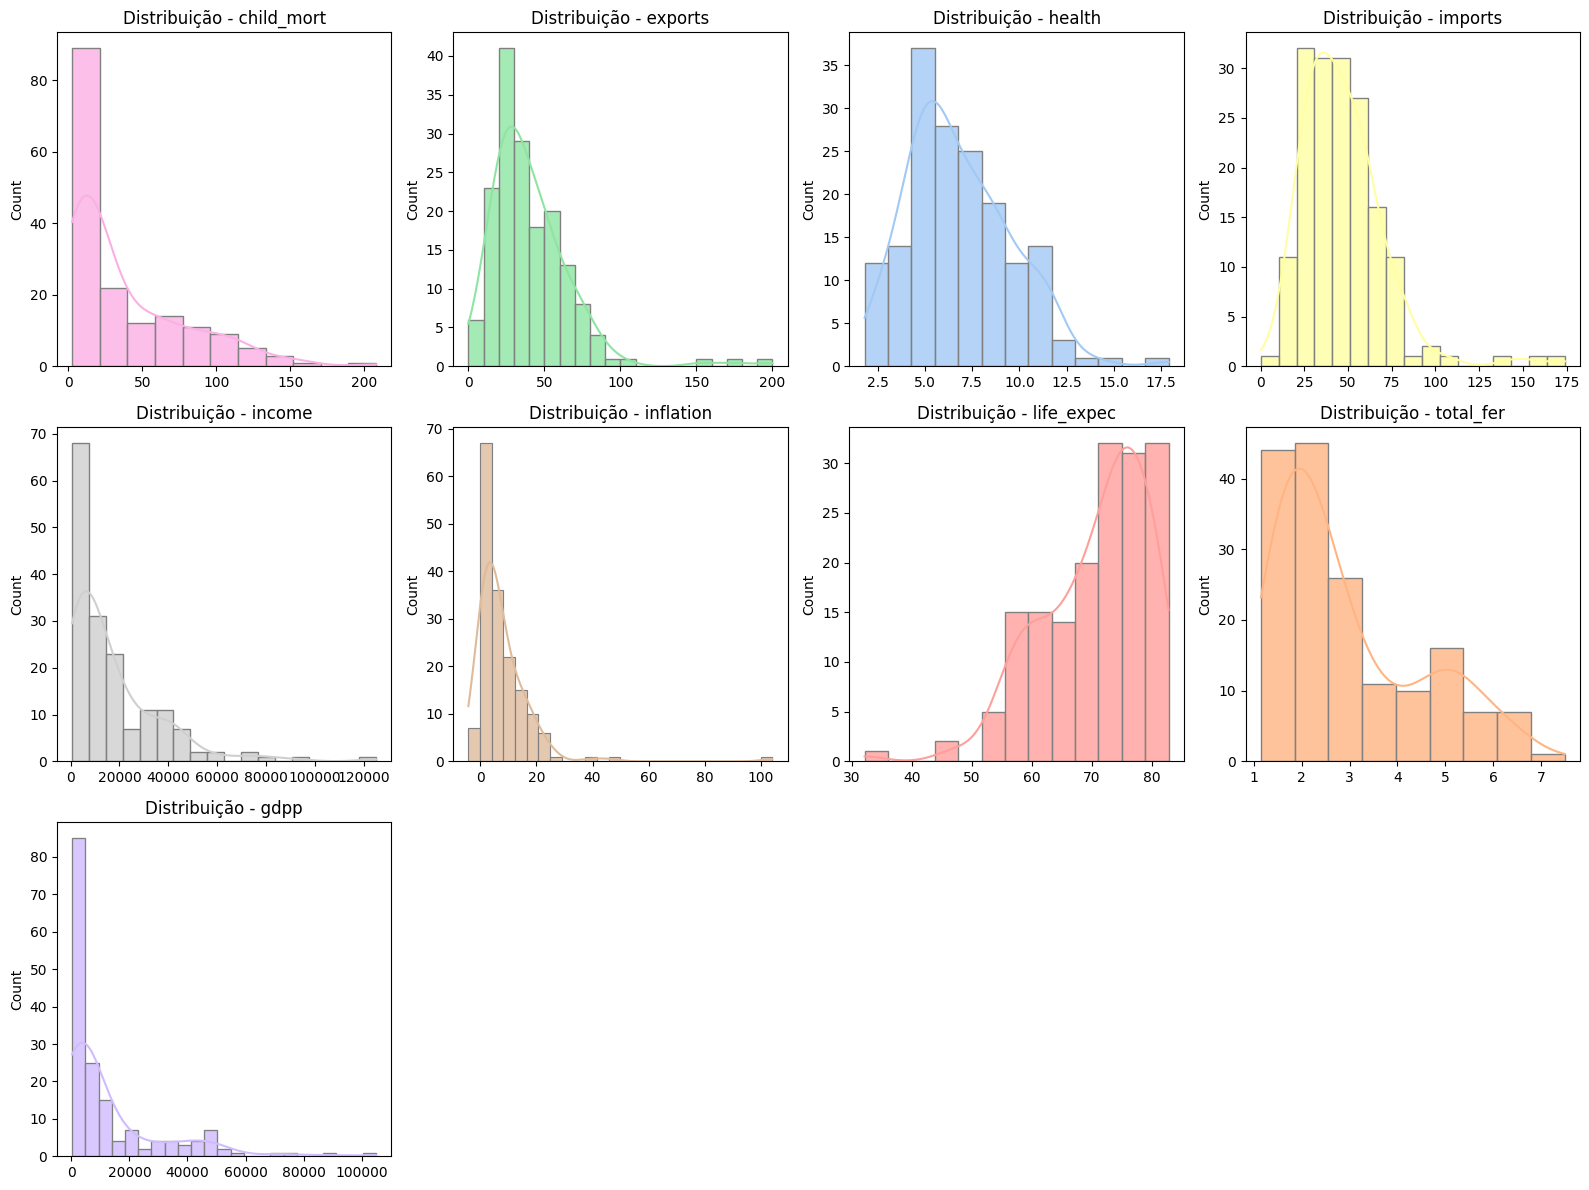 Distribuição - child_mort
Count
80
60
40
20
0
0 50 100 150 200
Distribuição - exports
Count
40
35
30
25
20
15
10
5
0
0 50 100 150 200
Distribuição - health
Count
35
30
25
20
15
10
5
0
2.5 5.0 7.5 10.0 12.5 15.0 17.5
Distribuição - imports
Count
30
25
20
15
10
5
0
0 25 50 75 100 125 150 175
Distribuição - income
Count
70
60
50
40
30
20
10
0
0 20000 40000 60000 80000 100000 120000
Distribuição - inflation
Count
70
60
50
40
30
20
10
0
0 20 40 60 80 100
Distribuição - life_expec
Count
30
25
20
15
10
5
0
30 40 50 60 70 80
Distribuição - total_fer
Count
40
30
20
10
0
1 2 3 4 5 6 7
Distribuição - gdpp
Count
80
70
60
50
40
30
20
10
0
0 20000 40000 60000 80000 100000